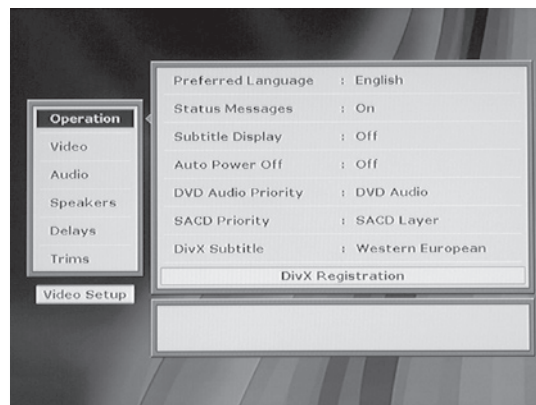 Operation
Video
Audio
Speakers
Delays
Trims
Video Setup
Preferred Language : English
Status Messages : On
Subtitle Display : Off
Auto Power Off : Off
DVD Audio Priority : DVD Audio
SACD Priority : SACD Layer
DivX Subtitle : Western European
DivX Registration